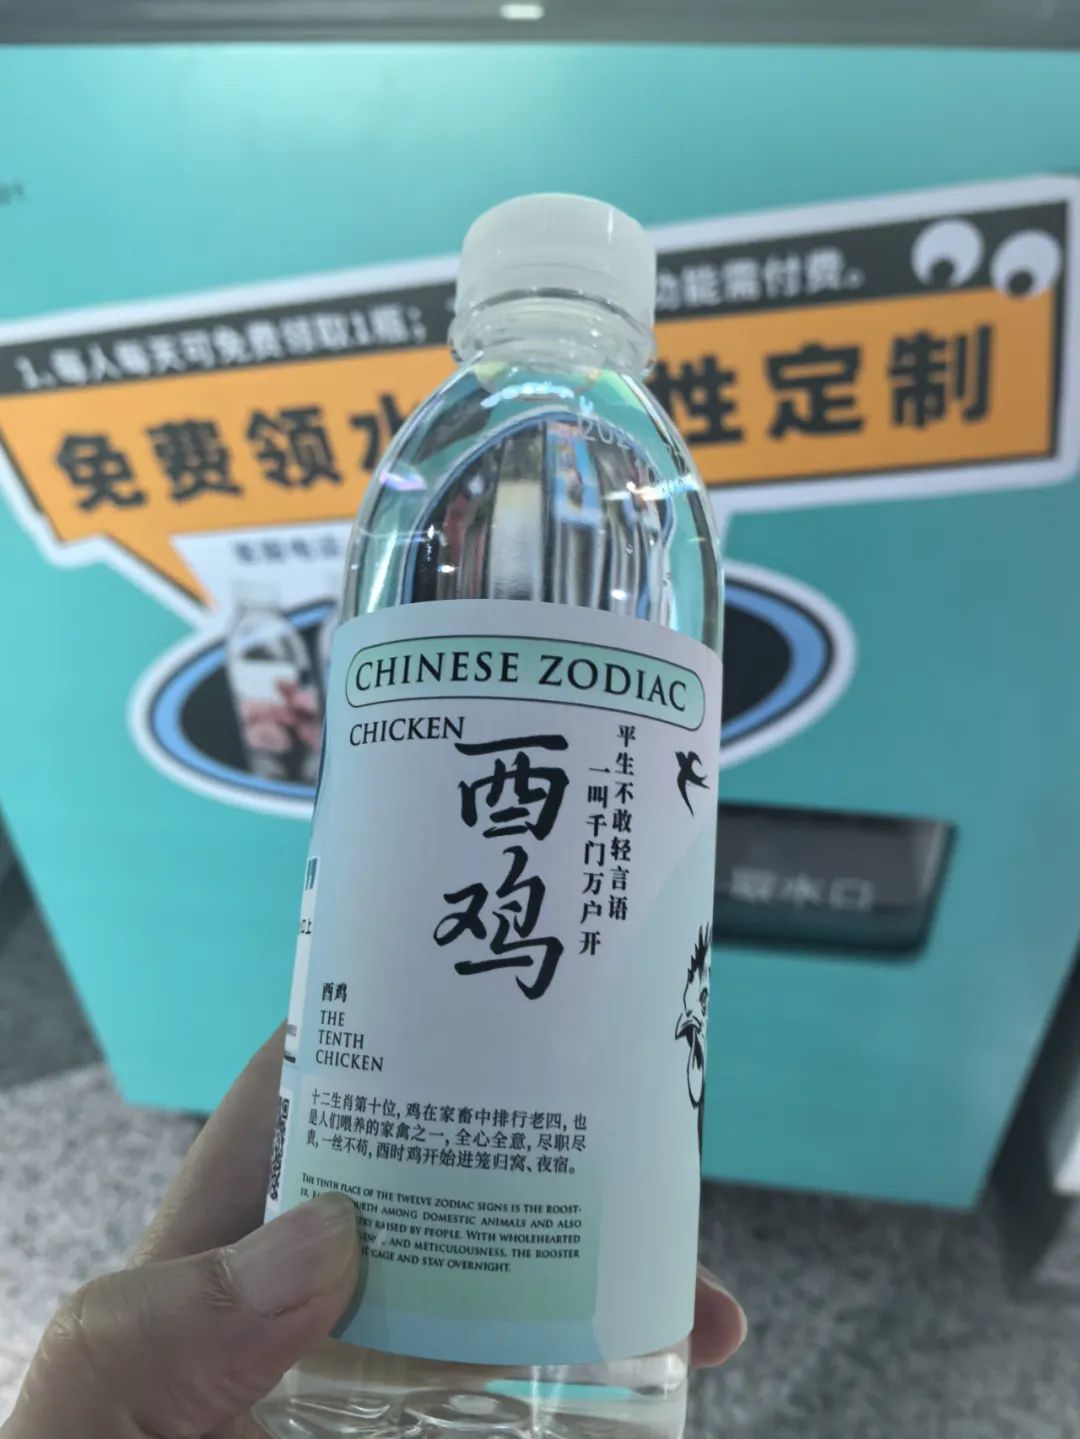 1.每人每天可免费领取1瓶；
功能需付费。
免费领水
性定制
CHINESE ZODIAC
CHICKEN
酉鸡
平生不敢轻言语
一叫千门万户开
酉鸡
THE
TENTH
CHICKEN
十二生肖第十位，鸡在家畜中排行老四，也
是人们喂养的家禽之一，全心全意，尽职尽
责，一丝不苟，酉时鸡开始进笼归窝、夜宿。
THE TENTH PLACE OF THE TWELVE ZODIAC SIGNS IS THE ROOST-
AMONG DOMESTIC ANIMALS AND ALSO
RAISED BY PEOPLE. WITH WHOLEHEARTED
AND METICULOUSNESS, THE ROOSTER
CAGE AND STAY OVERNIGHT.
取水口